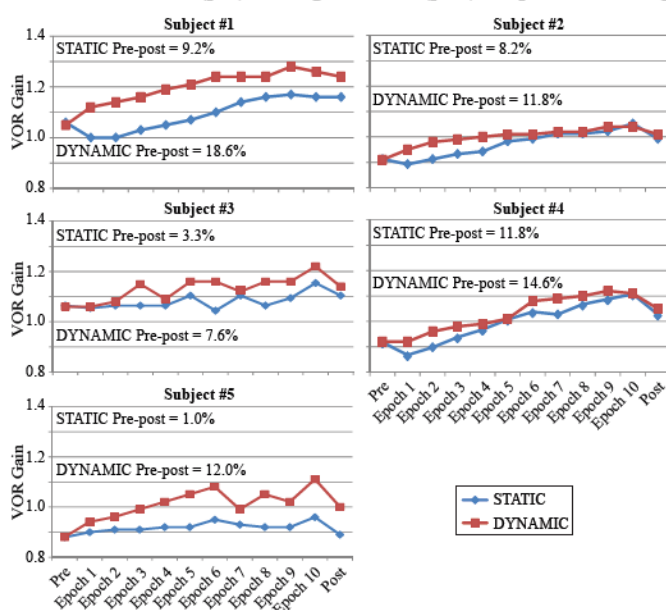 Subject #1
1.4
STATIC Pre-post = 9.2%
1.2
VOR Gain
1.0
DYNAMIC Pre-post = 18.6%
0.8
Subject #2
STATIC Pre-post = 8.2%
DYNAMIC Pre-post = 11.8%
Subject #3
1.4
STATIC Pre-post = 3.3%
1.2
VOR Gain
1.0
DYNAMIC Pre-post = 7.6%
0.8
Subject #4
STATIC Pre-post = 11.8%
DYNAMIC Pre-post = 14.6%
Pre
Epoch 1
Epoch 2
Epoch 3
Epoch 4
Epoch 5
Epoch 6
Epoch 7
Epoch 8
Epoch 9
Epoch 10
Post
Subject #5
1.4
STATIC Pre-post = 1.0%
1.2
DYNAMIC Pre-post = 12.0%
VOR Gain
1.0
0.8
Pre
Epoch 1
Epoch 2
Epoch 3
Epoch 4
Epoch 5
Epoch 6
Epoch 7
Epoch 8
Epoch 9
Epoch 10
Post
STATIC
DYNAMIC